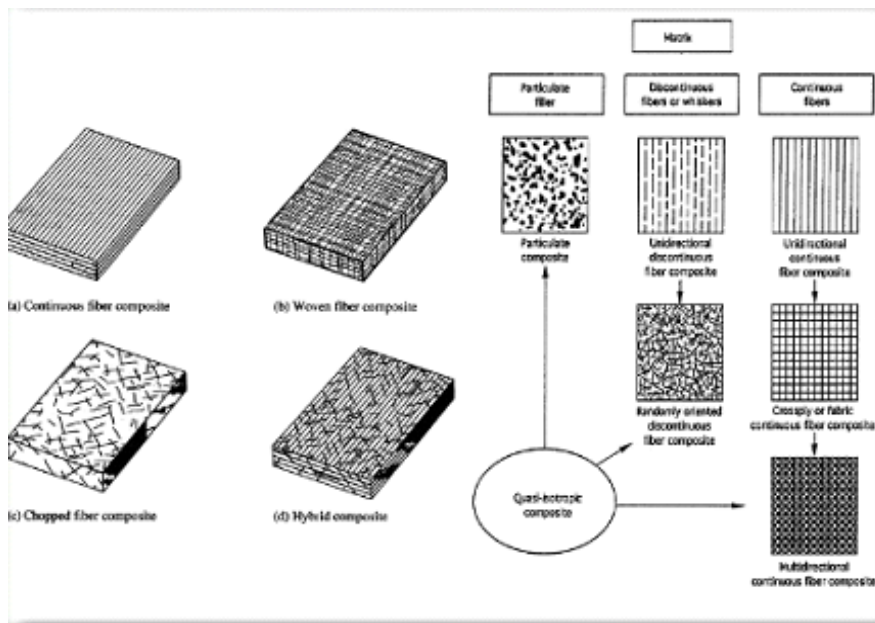 Matrix
Particulate
filler
Discontinuous
fibers or whiskers
Continuous
fibers
Particulate
composite
Unidirectional
discontinuous
fiber composite
Unidirectional
continuous
fiber composite
(a) Continuous fiber composite
(b) Woven fiber composite
Randomly oriented
discontinuous
fiber composite
Crossply or fabric
continuous fiber composite
Quasi-isotropic
composite
(c) Chopped fiber composite
(d) Hybrid composite
Multidirectional
continuous fiber composite